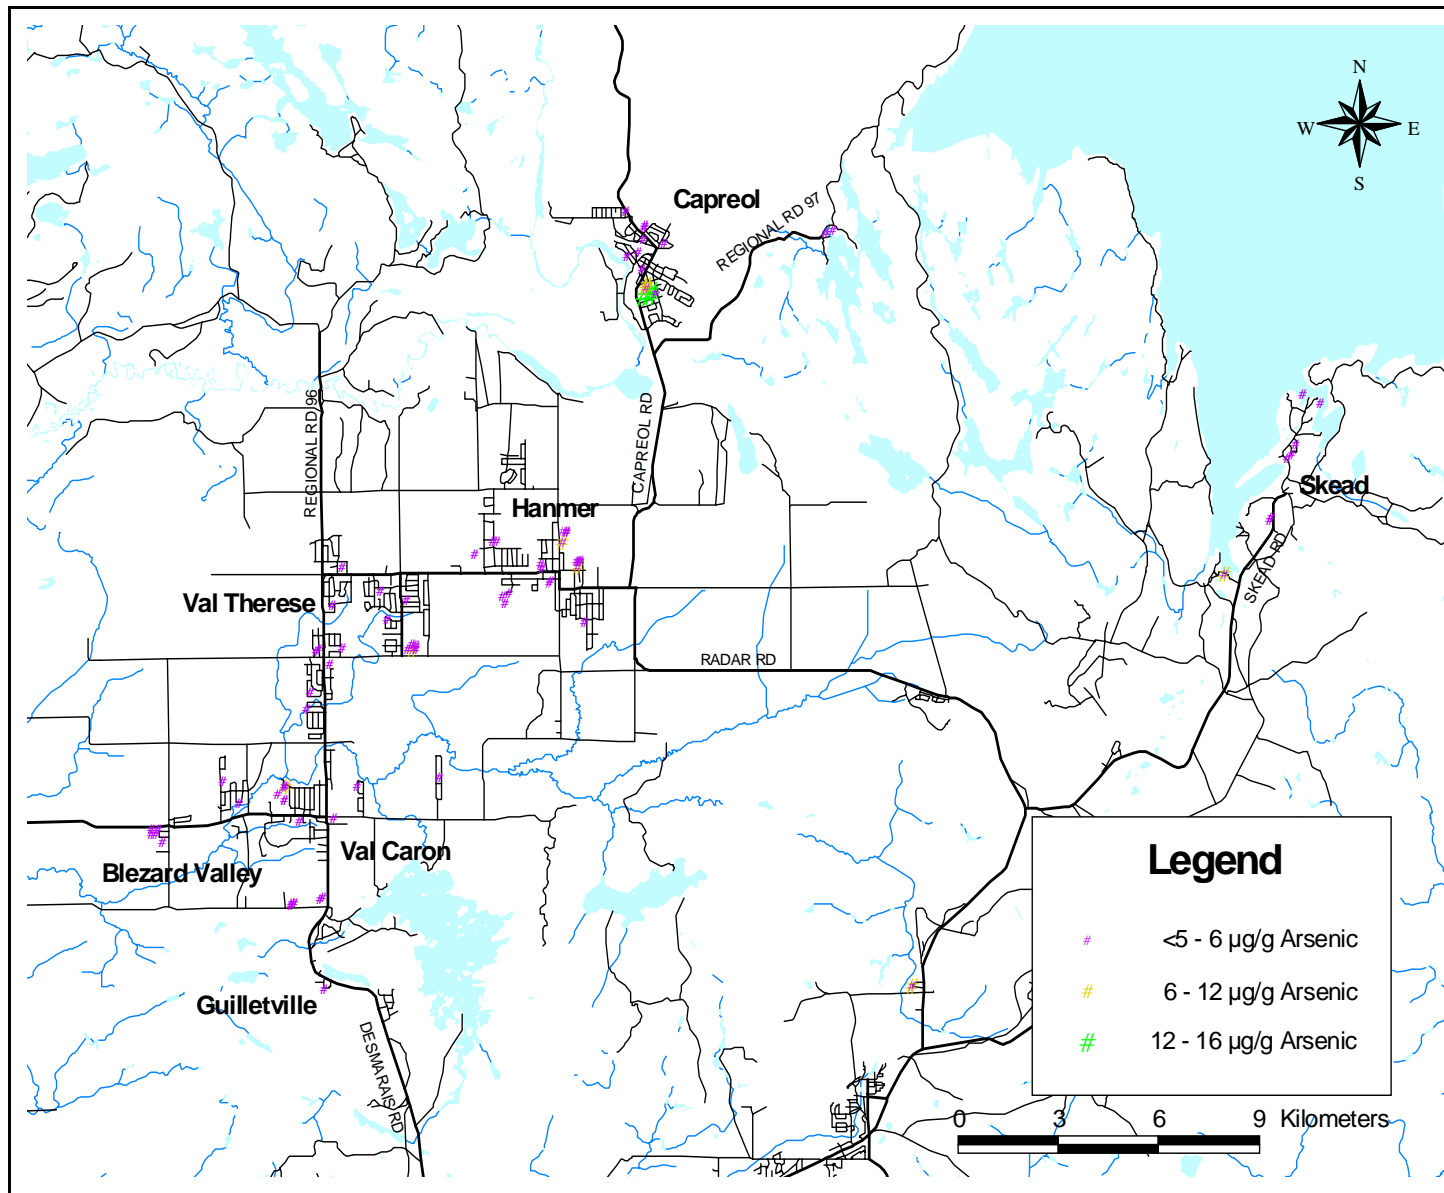 N
W E
S
Capreol
REGIONAL RD 97
REGIONAL RD 96
CAPREOL RD
Hanmer
Skead
SKEAD RD
Val Therese
RADAR RD
Val Caron
Blezard Valley
Guilletville
DESMARAIS RD
Legend
# <5 - 6 µg/g Arsenic
# 6 - 12 µg/g Arsenic
# 12 - 16 µg/g Arsenic
0 3 6 9 Kilometers